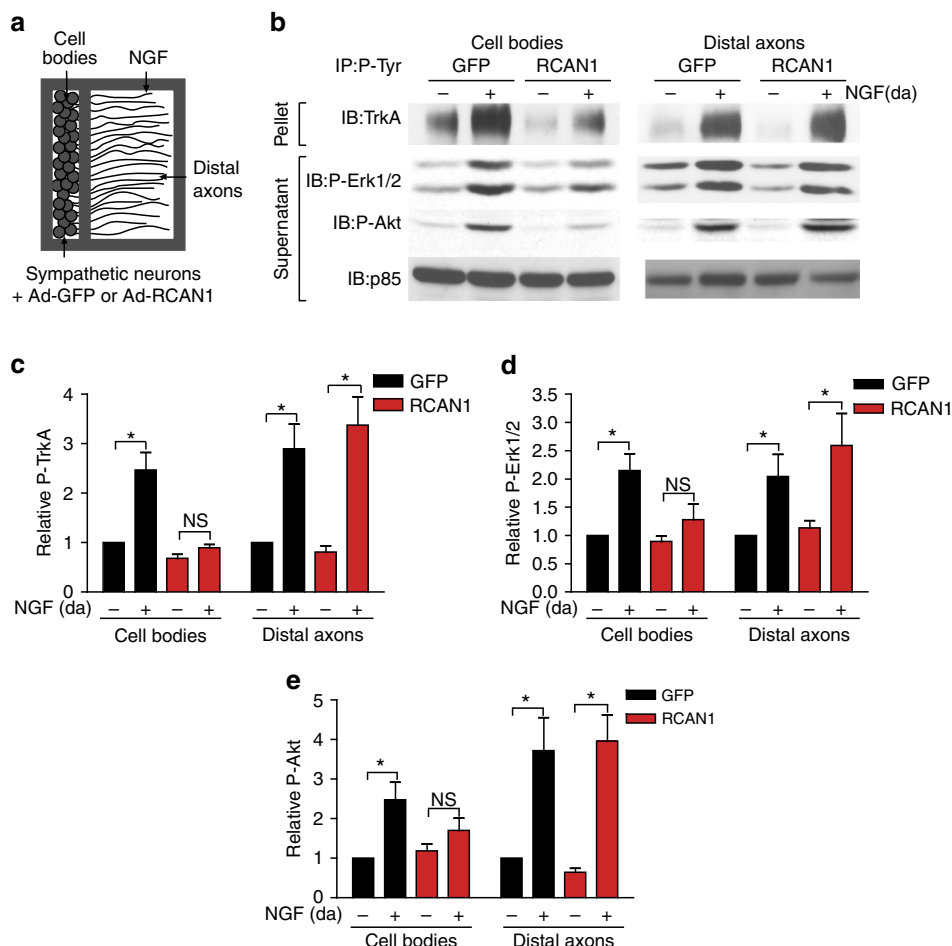 a
Cell bodies
NGF
Distal axons
Sympathetic neurons
+ Ad-GFP or Ad-RCAN1
b
Cell bodies
Distal axons
IP:P-Tyr
GFP RCAN1
GFP RCAN1
– + – +
– + – + NGF(da)
Pellet
IB:TrkA
Supernatant
IB:P-Erk1/2
IB:P-Akt
IB:p85
c
GFP
RCAN1
Relative P-TrkA
4
3
2
1
0
*
NS
*
*
NGF (da) – + – + – + – +
Cell bodies Distal axons
d
GFP
RCAN1
Relative P-Erk1/2
3.5
3.0
2.5
2.0
1.5
1.0
0.5
0.0
*
NS
*
*
NGF (da) – + – + – + – +
Cell bodies Distal axons
e
GFP
RCAN1
Relative P-Akt
5
4
3
2
1
0
*
NS
*
*
NGF (da) – + – + – + – +
Cell bodies Distal axons